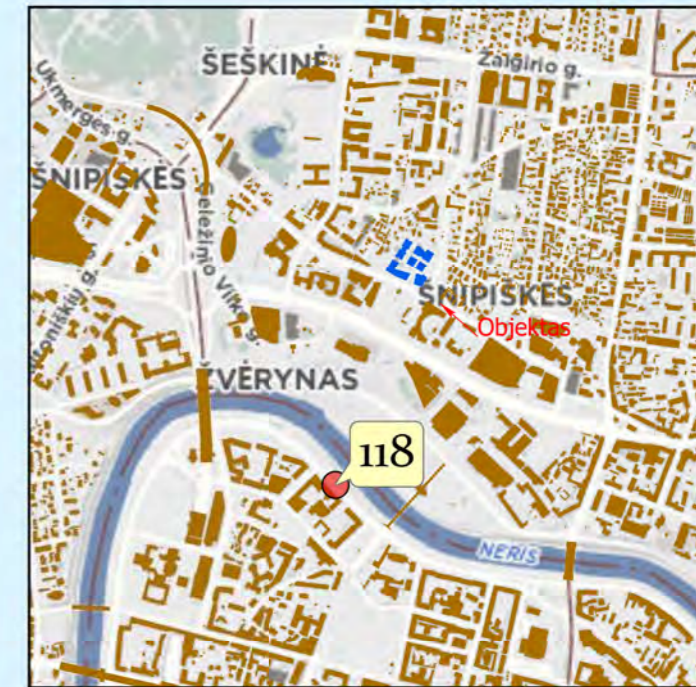 ŠEŠKINĖ
Žalgirio g.
Ukmergės g.
ŠNIPIŠKĖS
Geležinio Vilko g.
ŠNIPIŠKĖS
Objektas
ŽVĖRYNAS
118
NERIS